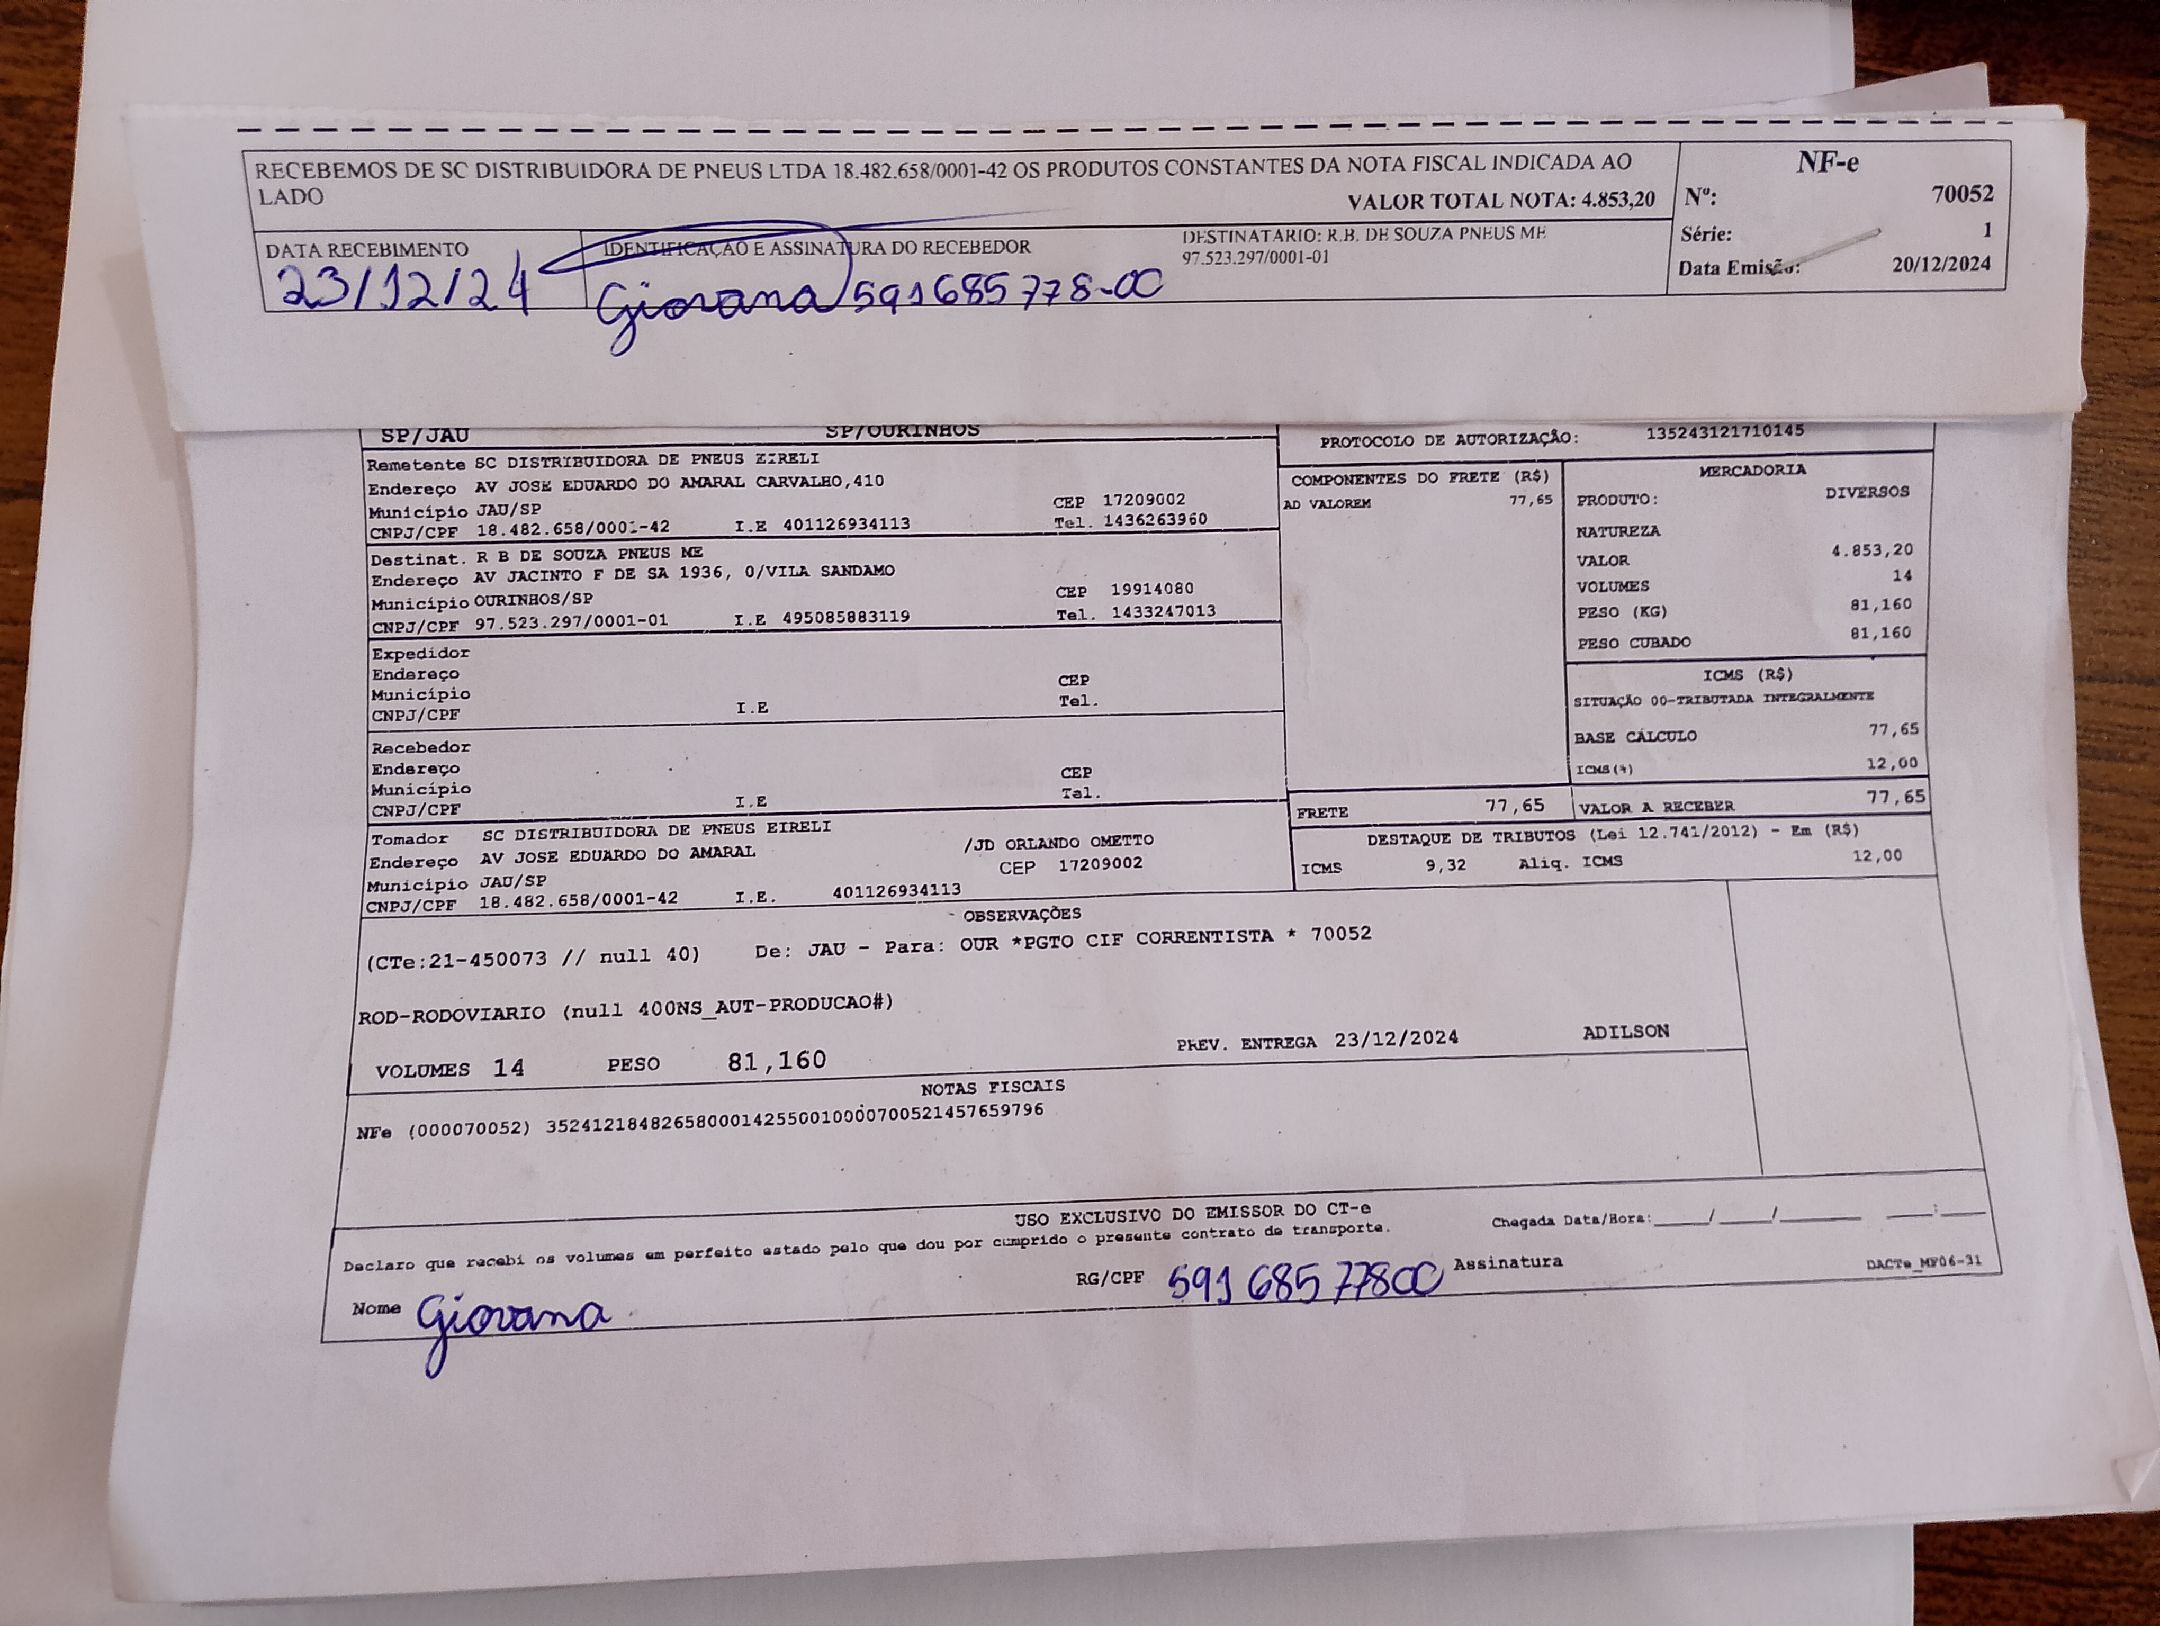 RECEBEMOS DE SC DISTRIBUIDORA DE PNEUS LTDA 18.482.658/0001-42 OS PRODUTOS CONSTANTES DA NOTA FISCAL INDICADA AO
LADO
VALOR TOTAL NOTA: 4.853,20
NF-e
Nº: 70052
Série: 1
Data Emissão: 20/12/2024
DATA RECEBIMENTO
23/12/24
IDENTIFICAÇÃO E ASSINATURA DO RECEBEDOR
Giovana 591685778-00
DESTINATARIO: R.B. DE SOUZA PNEUS ME
97.523.297/0001-01
SP/JAU SP/OURINHOS
PROTOCOLO DE AUTORIZAÇÃO: 135243121710145
Remetente SC DISTRIBUIDORA DE PNEUS EIRELI
Endereço AV JOSE EDUARDO DO AMARAL CARVALHO,410
Município JAU/SP CEP 17209002
CNPJ/CPF 18.482.658/0001-42 I.E 401126934113 Tel. 1436263960
Destinat. R B DE SOUZA PNEUS ME
Endereço AV JACINTO F DE SA 1936, 0/VILA SANDAMO
Município OURINHOS/SP CEP 19914080
CNPJ/CPF 97.523.297/0001-01 I.E 495085883119 Tel. 1433247013
Expedidor
Endereço
Município CEP
CNPJ/CPF I.E Tel.
Recebedor
Endereço
Município CEP
CNPJ/CPF I.E Tel.
Tomador SC DISTRIBUIDORA DE PNEUS EIRELI
Endereço AV JOSE EDUARDO DO AMARAL /JD ORLANDO OMETTO
Município JAU/SP CEP 17209002
CNPJ/CPF 18.482.658/0001-42 I.E. 401126934113
COMPONENTES DO FRETE (R$)
AD VALOREM 77,65
MERCADORIA
PRODUTO: DIVERSOS
NATUREZA
VALOR 4.853,20
VOLUMES 14
PESO (KG) 81,160
PESO CUBADO 81,160
ICMS (R$)
SITUAÇÃO 00-TRIBUTADA INTEGRALMENTE
BASE CÁLCULO 77,65
ICMS(%) 12,00
FRETE 77,65 VALOR A RECEBER 77,65
DESTAQUE DE TRIBUTOS (Lei 12.741/2012) - Em (R$)
ICMS 9,32 Aliq. ICMS 12,00
OBSERVAÇÕES
(CTe:21-450073 // null 40) De: JAU - Para: OUR *PGTO CIF CORRENTISTA * 70052
ROD-RODOVIARIO (null 400NS_AUT-PRODUCAO#)
VOLUMES 14 PESO 81,160 PREV. ENTREGA 23/12/2024 ADILSON
NOTAS FISCAIS
NFe (000070052) 35241218482658000142550010000700521457659796
USO EXCLUSIVO DO EMISSOR DO CT-e
Declaro que recebi os volumes em perfeito estado pelo que dou por cumprido o presente contrato de transporte.
Chegada Data/Hora:_____/_____/________ ____:____
Nome Giovana RG/CPF 59168577800 Assinatura
DACTe_MF06-31